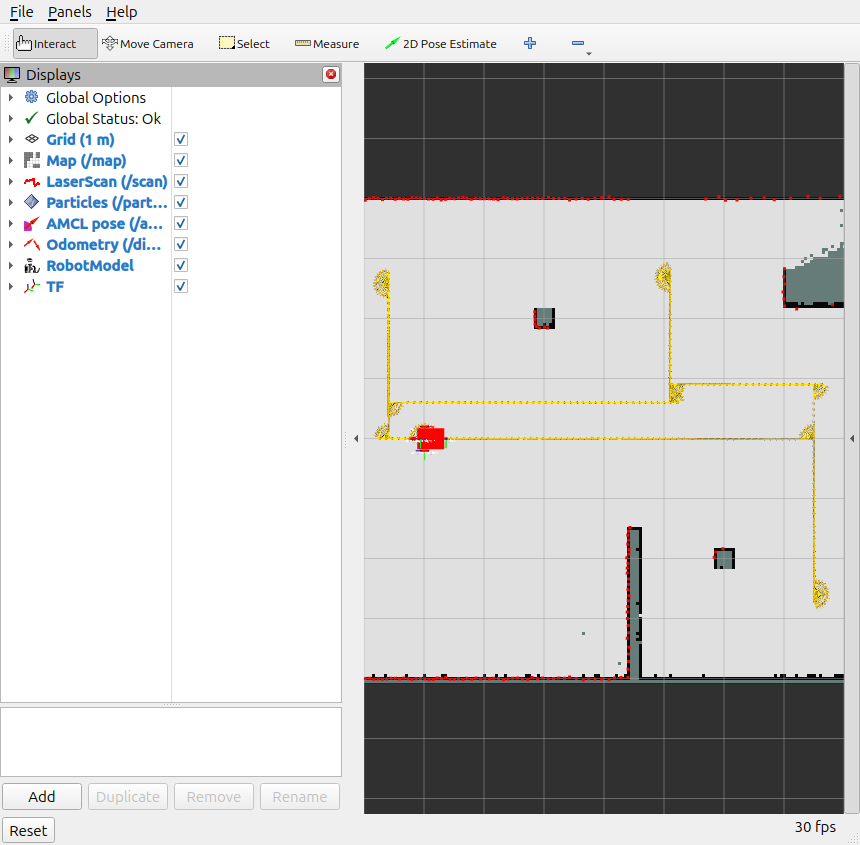 File Panels Help
Interact Move Camera Select Measure 2D Pose Estimate
Displays
Global Options
Global Status: Ok
Grid (1 m)
Map (/map)
LaserScan (/scan)
Particles (/part...
AMCL pose (/a...
Odometry (/di...
RobotModel
TF
Add Duplicate Remove Rename
Reset
30 fps